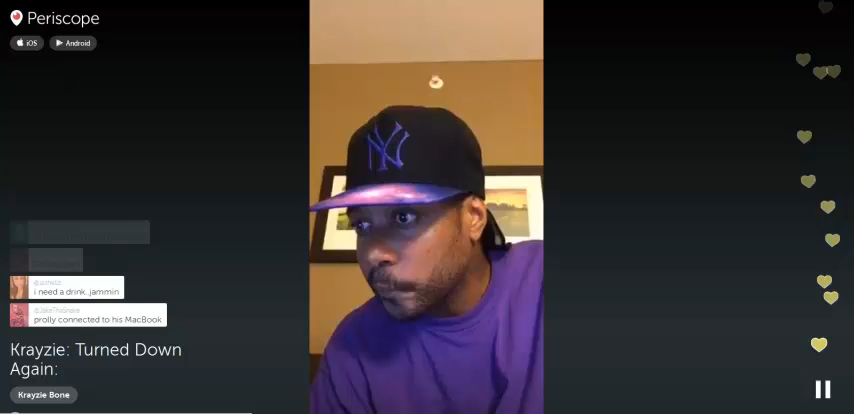 Periscope
iOS
Android
NY
i need a drink..jammin
prolly connected to his MacBook
Krayzie: Turned Down
Again:
Krayzie Bone